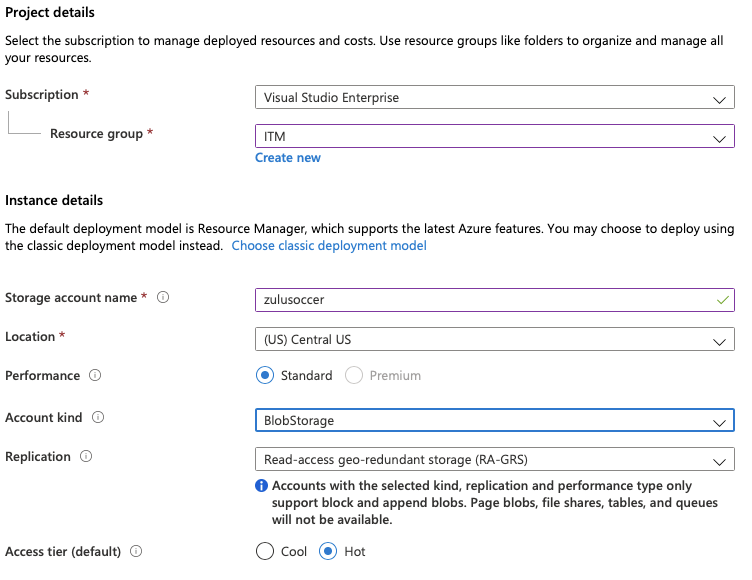 Project details
Select the subscription to manage deployed resources and costs. Use resource groups like folders to organize and manage all
your resources.
Subscription *
Visual Studio Enterprise
Resource group *
ITM
Create new
Instance details
The default deployment model is Resource Manager, which supports the latest Azure features. You may choose to deploy using
the classic deployment model instead. Choose classic deployment model
Storage account name *
zulusoccer
Location *
(US) Central US
Performance
Standard
Premium
Account kind
BlobStorage
Replication
Read-access geo-redundant storage (RA-GRS)
Accounts with the selected kind, replication and performance type only
support block and append blobs. Page blobs, file shares, tables, and queues
will not be available.
Access tier (default)
Cool
Hot